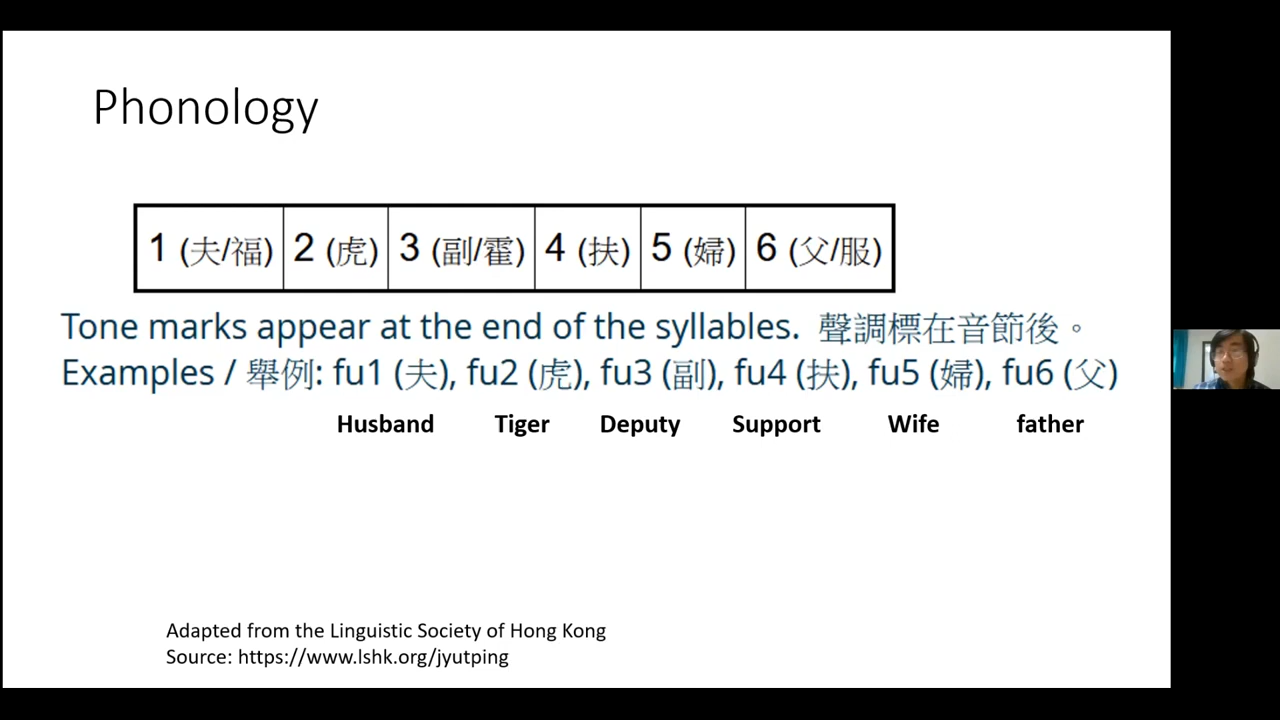 Phonology
1 (夫/福) 2 (虎) 3 (副/霍) 4 (扶) 5 (婦) 6 (父/服)
Tone marks appear at the end of the syllables. 聲調標在音節後。
Examples / 舉例: fu1 (夫), fu2 (虎), fu3 (副), fu4 (扶), fu5 (婦), fu6 (父)
Husband Tiger Deputy Support Wife father
Adapted from the Linguistic Society of Hong Kong
Source: https://www.lshk.org/jyutping